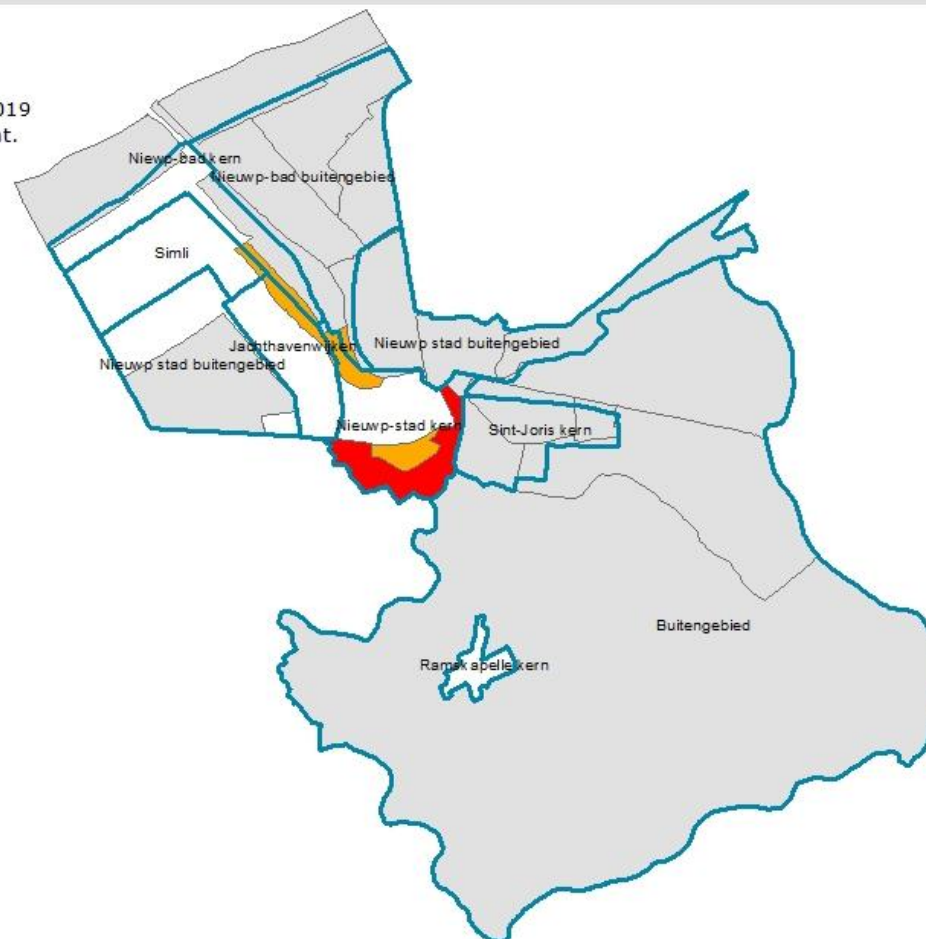 019
at.
Niewp-bad kern
Nieuwp-bad buitengebied
Simli
Jachthavenwijken
Nieuwp stad buitengebied
Nieuwp stad buitengebied
Nieuwp-stad kern
Sint-Joris kern
Buitengebied
Ramskapelle kern